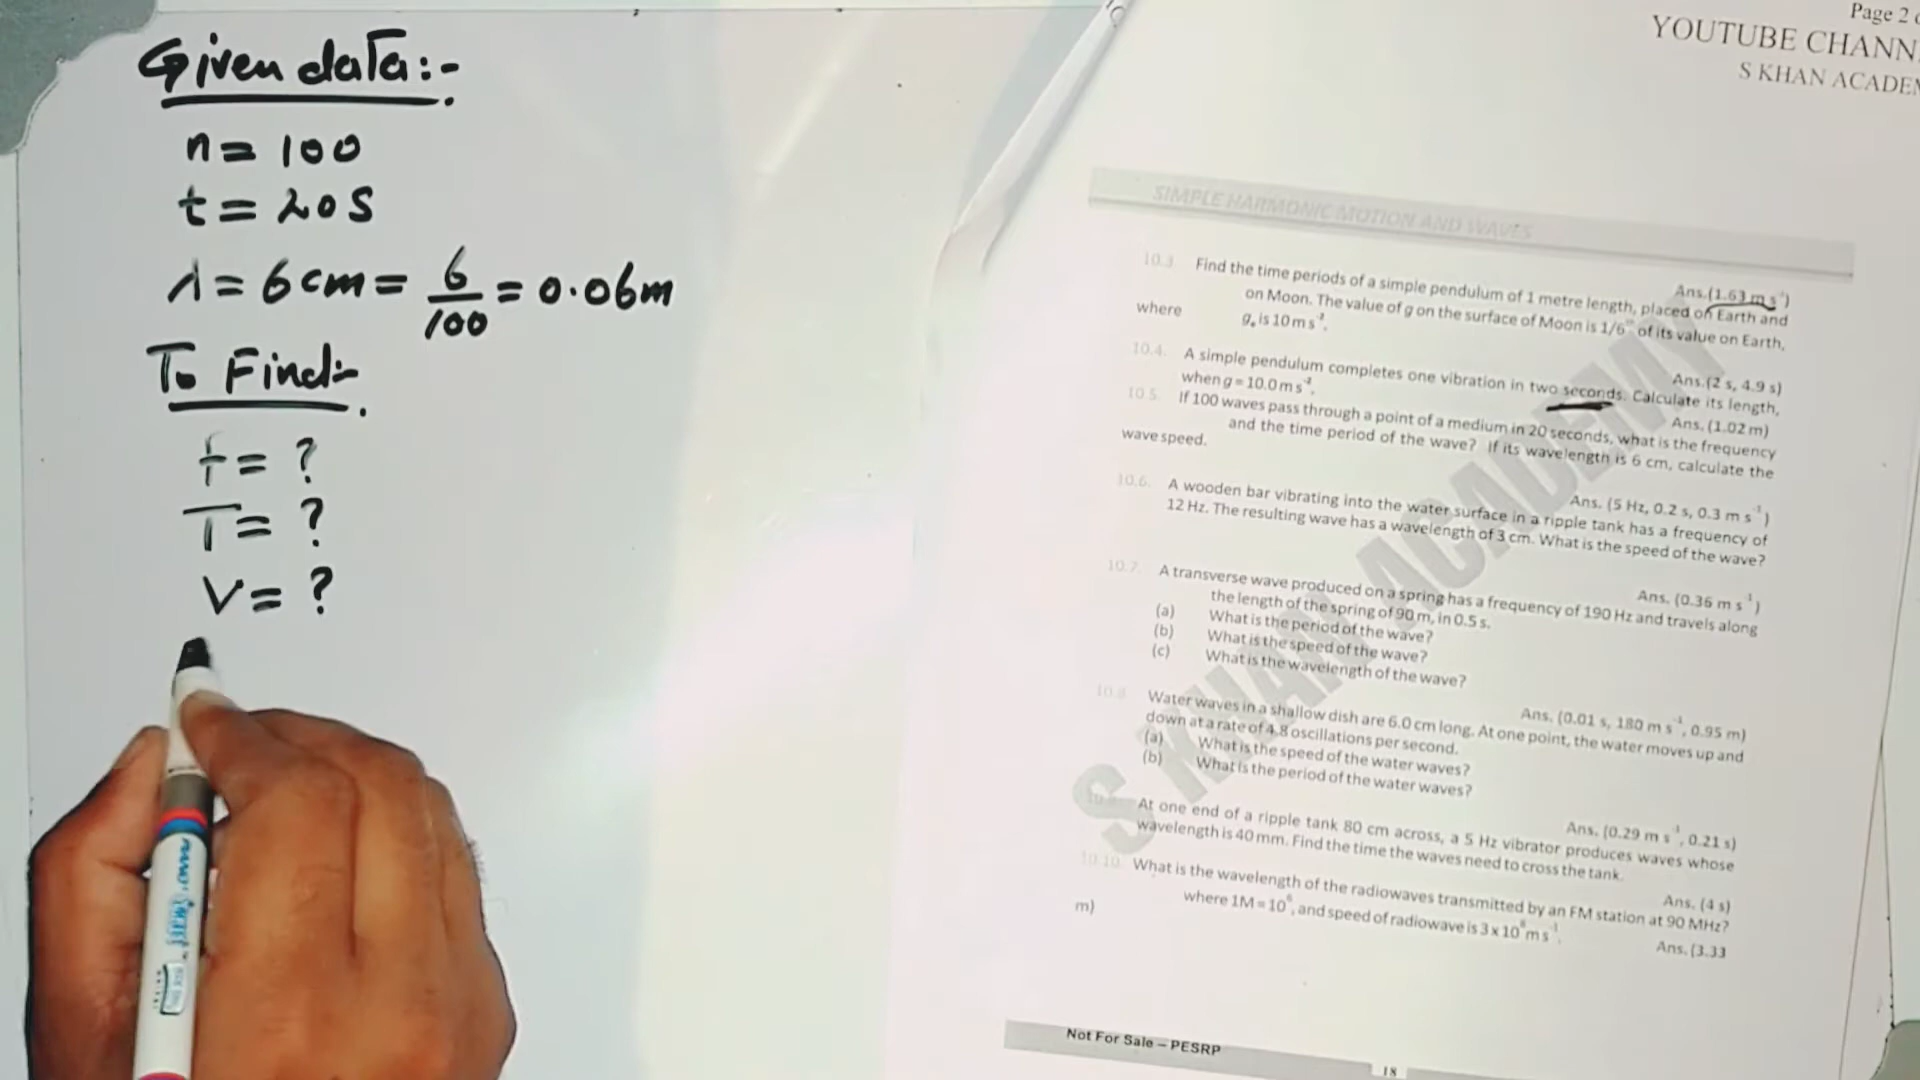 Given data:-
n = 100
t = 20s
λ = 6cm = 6/100 = 0.06m
To Find:-
f = ?
T = ?
V = ?
Page 2
YOUTUBE CHANN
S KHAN ACADEM
SIMPLE HARMONIC MOTION AND WAVES
Ans.(1.63 m s⁻¹)
10.3. Find the time periods of a simple pendulum of 1 metre length, placed on Earth and
on Moon. The value of g on the surface of Moon is 1/6ᵗʰ of its value on Earth,
where gₑ is 10 m s⁻².
Ans.(2 s, 4.9 s)
10.4. A simple pendulum completes one vibration in two seconds. Calculate its length,
when g = 10.0 m s⁻².
Ans. (1.02 m)
10.5. If 100 waves pass through a point of a medium in 20 seconds, what is the frequency
and the time period of the wave? If its wavelength is 6 cm, calculate the
wave speed.
Ans. (5 Hz, 0.2 s, 0.3 m s⁻¹)
10.6. A wooden bar vibrating into the water surface in a ripple tank has a frequency of
12 Hz. The resulting wave has a wavelength of 3 cm. What is the speed of the wave?
Ans. (0.36 m s⁻¹)
10.7. A transverse wave produced on a spring has a frequency of 190 Hz and travels along
the length of the spring of 90 m, in 0.5 s.
(a) What is the period of the wave?
(b) What is the speed of the wave?
(c) What is the wavelength of the wave?
Ans. (0.01 s, 180 m s⁻¹, 0.95 m)
10.8. Water waves in a shallow dish are 6.0 cm long. At one point, the water moves up and
down at a rate of 4.8 oscillations per second.
(a) What is the speed of the water waves?
(b) What is the period of the water waves?
Ans. (0.29 m s⁻¹, 0.21 s)
At one end of a ripple tank 80 cm across, a 5 Hz vibrator produces waves whose
wavelength is 40 mm. Find the time the waves need to cross the tank.
Ans. (4 s)
10.10. What is the wavelength of the radiowaves transmitted by an FM station at 90 MHz?
where 1M = 10⁶, and speed of radiowave is 3 x 10⁸ m s⁻¹.
Ans. (3.33
m)
S KHAN ACADEMY
Not For Sale – PESRP
18